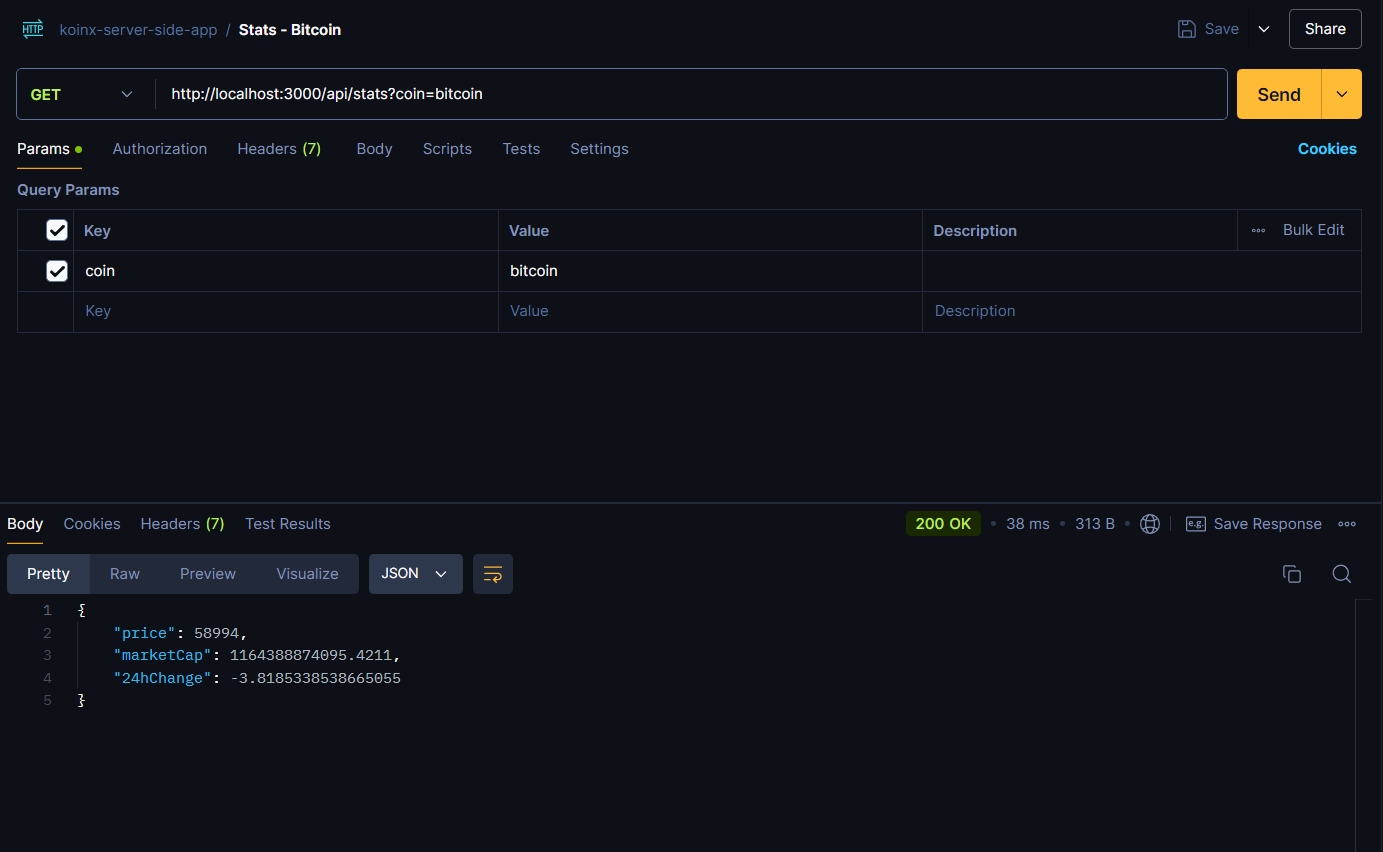 HTTP koinx-server-side-app / Stats - Bitcoin Save Share
GET http://localhost:3000/api/stats?coin=bitcoin Send
Params Authorization Headers (7) Body Scripts Tests Settings Cookies
Query Params
Key Value Description Bulk Edit
coin bitcoin
Key Value Description
Body Cookies Headers (7) Test Results 200 OK • 38 ms • 313 B • e.g. Save Response
Pretty Raw Preview Visualize JSON
1 {
2 "price": 58994,
3 "marketCap": 1164388874095.4211,
4 "24hChange": -3.8185338538665055
5 }